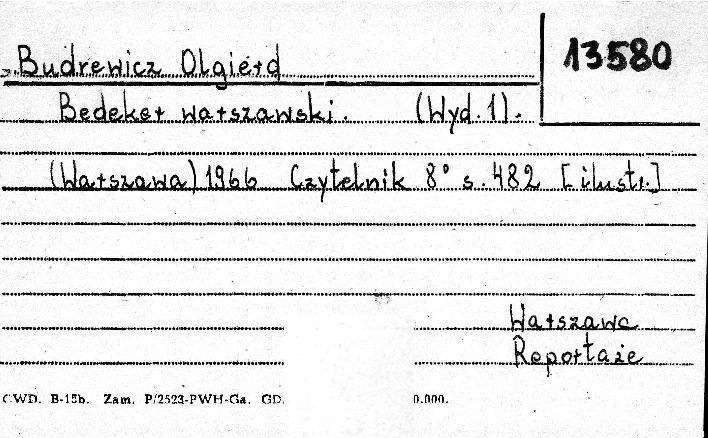 13580
Budrewicz Olgierd
Bedeker warszawski. (Wyd. 1).
(Warszawa) 1966 Czytelnik 8° s. 482 [ilustr.]
Warszawa
Reportaże
CWD. B-15b. Zam. P/2523-PWH-Ga. GD. 0.000.